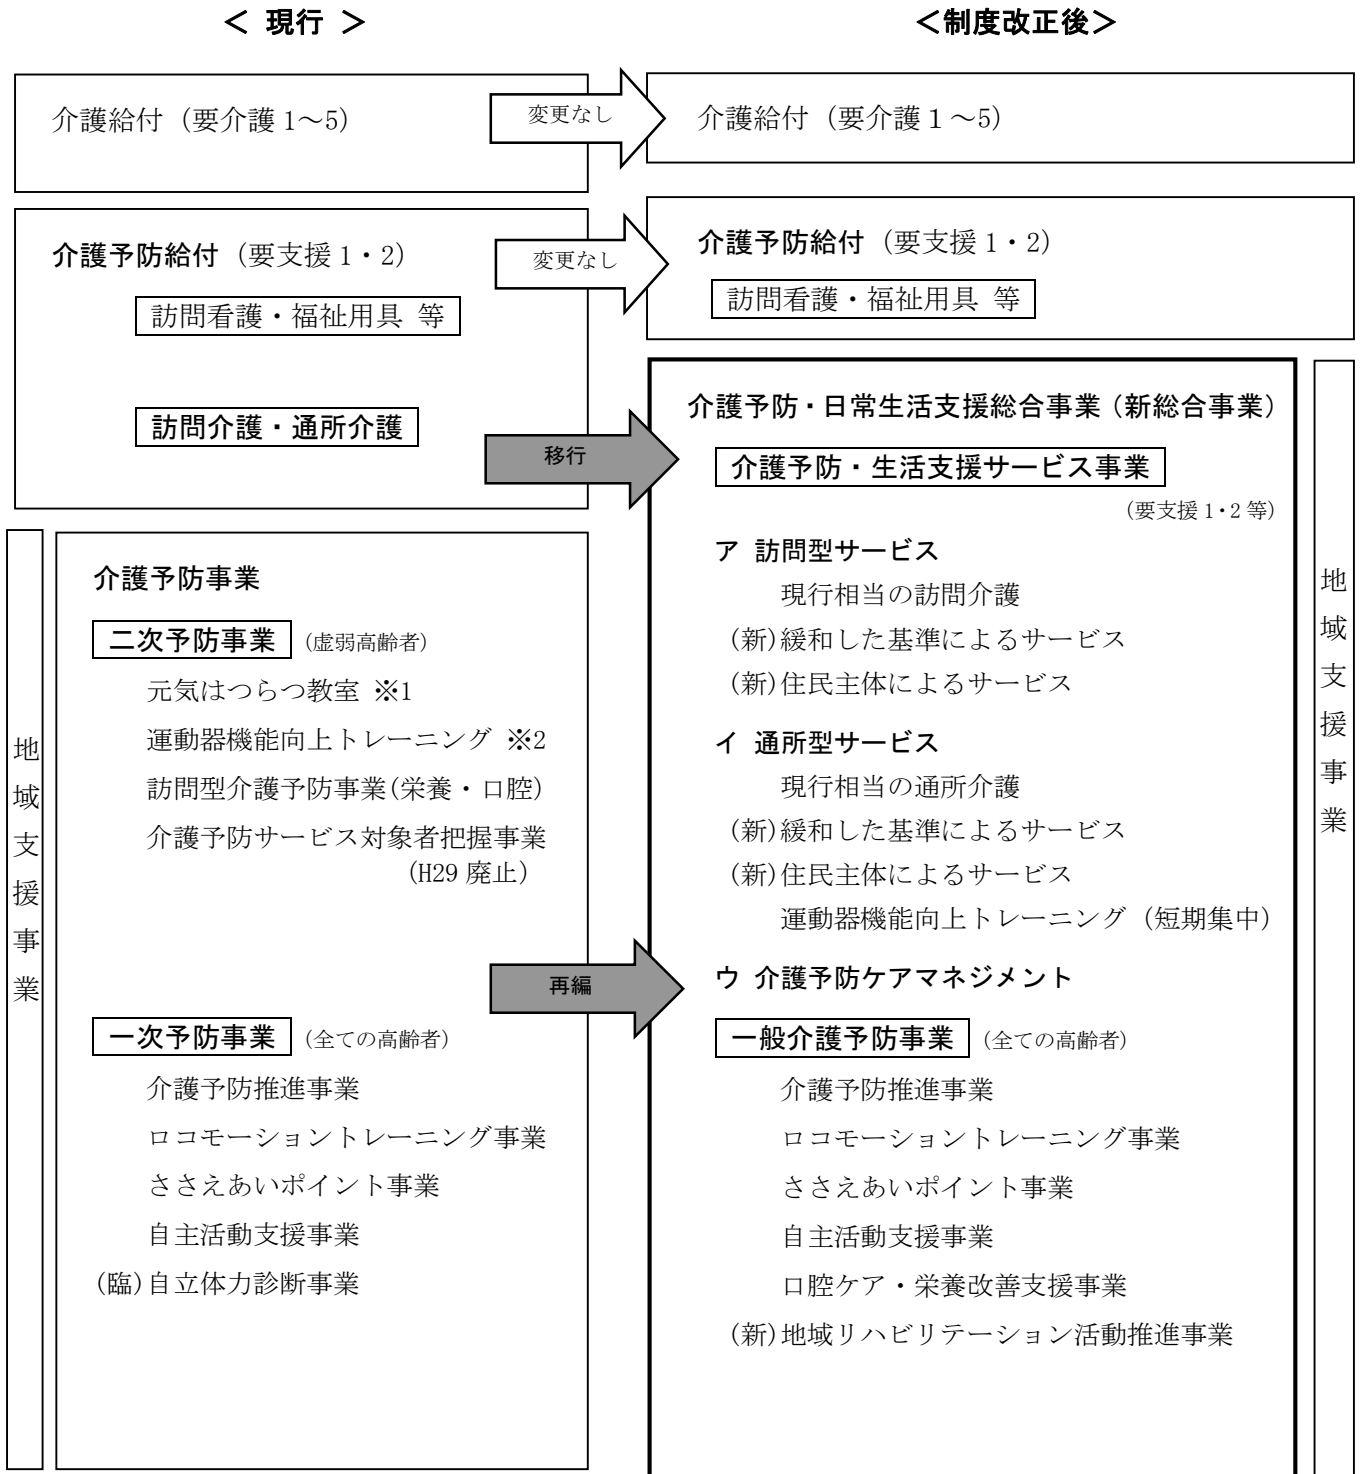 ＜ 現行 ＞
介護給付（要介護 1～5）
変更なし
介護予防給付（要支援 1・2）
訪問看護・福祉用具 等
変更なし
訪問介護・通所介護
移行
地域支援事業
介護予防事業
二次予防事業（虚弱高齢者）
元気はつらつ教室 ※1
運動器機能向上トレーニング ※2
訪問型介護予防事業（栄養・口腔）
介護予防サービス対象者把握事業
（H29 廃止）
再編
一次予防事業（全ての高齢者）
介護予防推進事業
ロコモーショントレーニング事業
ささえあいポイント事業
自主活動支援事業
（臨）自立体力診断事業
＜制度改正後＞
介護給付（要介護１～5）
介護予防給付（要支援 1・2）
訪問看護・福祉用具 等
介護予防・日常生活支援総合事業（新総合事業）
介護予防・生活支援サービス事業
（要支援 1・2 等）
ア 訪問型サービス
現行相当の訪問介護
（新）緩和した基準によるサービス
（新）住民主体によるサービス
イ 通所型サービス
現行相当の通所介護
（新）緩和した基準によるサービス
（新）住民主体によるサービス
運動器機能向上トレーニング（短期集中）
ウ 介護予防ケアマネジメント
一般介護予防事業（全ての高齢者）
介護予防推進事業
ロコモーショントレーニング事業
ささえあいポイント事業
自主活動支援事業
口腔ケア・栄養改善支援事業
（新）地域リハビリテーション活動推進事業
地域支援事業